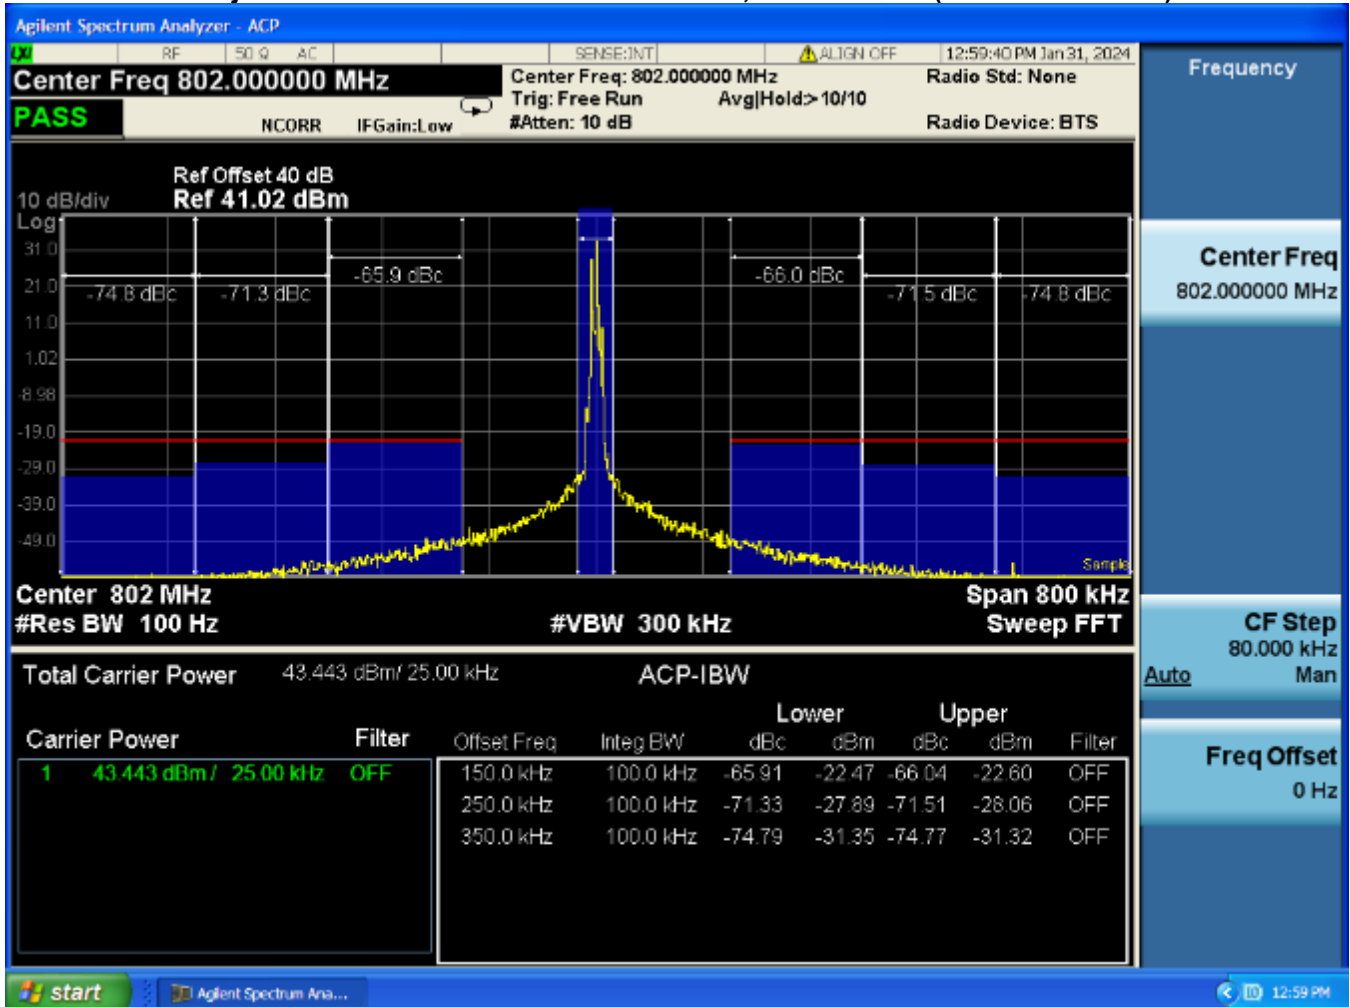 Agilent Spectrum Analyzer - ACP
LXI RF 50 Ω AC SENSE:INT ALIGN OFF 12:59:40 PM Jan 31, 2024
Center Freq 802.000000 MHz
Center Freq: 802.000000 MHz Radio Std: None
Trig: Free Run Avg|Hold:>10/10
PASS NCORR IFGain:Low #Atten: 10 dB Radio Device: BTS
Ref Offset 40 dB
10 dB/div Ref 41.02 dBm
Log
31.0
21.0
11.0
1.02
-8.98
-19.0
-29.0
-39.0
-49.0
-74.8 dBc -71.3 dBc -65.9 dBc -66.0 dBc -71.5 dBc -74.8 dBc
Sample
Center 802 MHz Span 800 kHz
#Res BW 100 Hz #VBW 300 kHz Sweep FFT
Total Carrier Power 43.443 dBm/ 25.00 kHz ACP-IBW
Lower Upper
Carrier Power Filter Offset Freq Integ BW dBc dBm dBc dBm Filter
1 43.443 dBm / 25.00 kHz OFF 150.0 kHz 100.0 kHz -65.91 -22.47 -66.04 -22.60 OFF
250.0 kHz 100.0 kHz -71.33 -27.89 -71.51 -28.06 OFF
350.0 kHz 100.0 kHz -74.79 -31.35 -74.77 -31.32 OFF
Frequency
Center Freq
802.000000 MHz
CF Step
80.000 kHz
Auto Man
Freq Offset
0 Hz
start Agilent Spectrum Ana... 12:59 PM